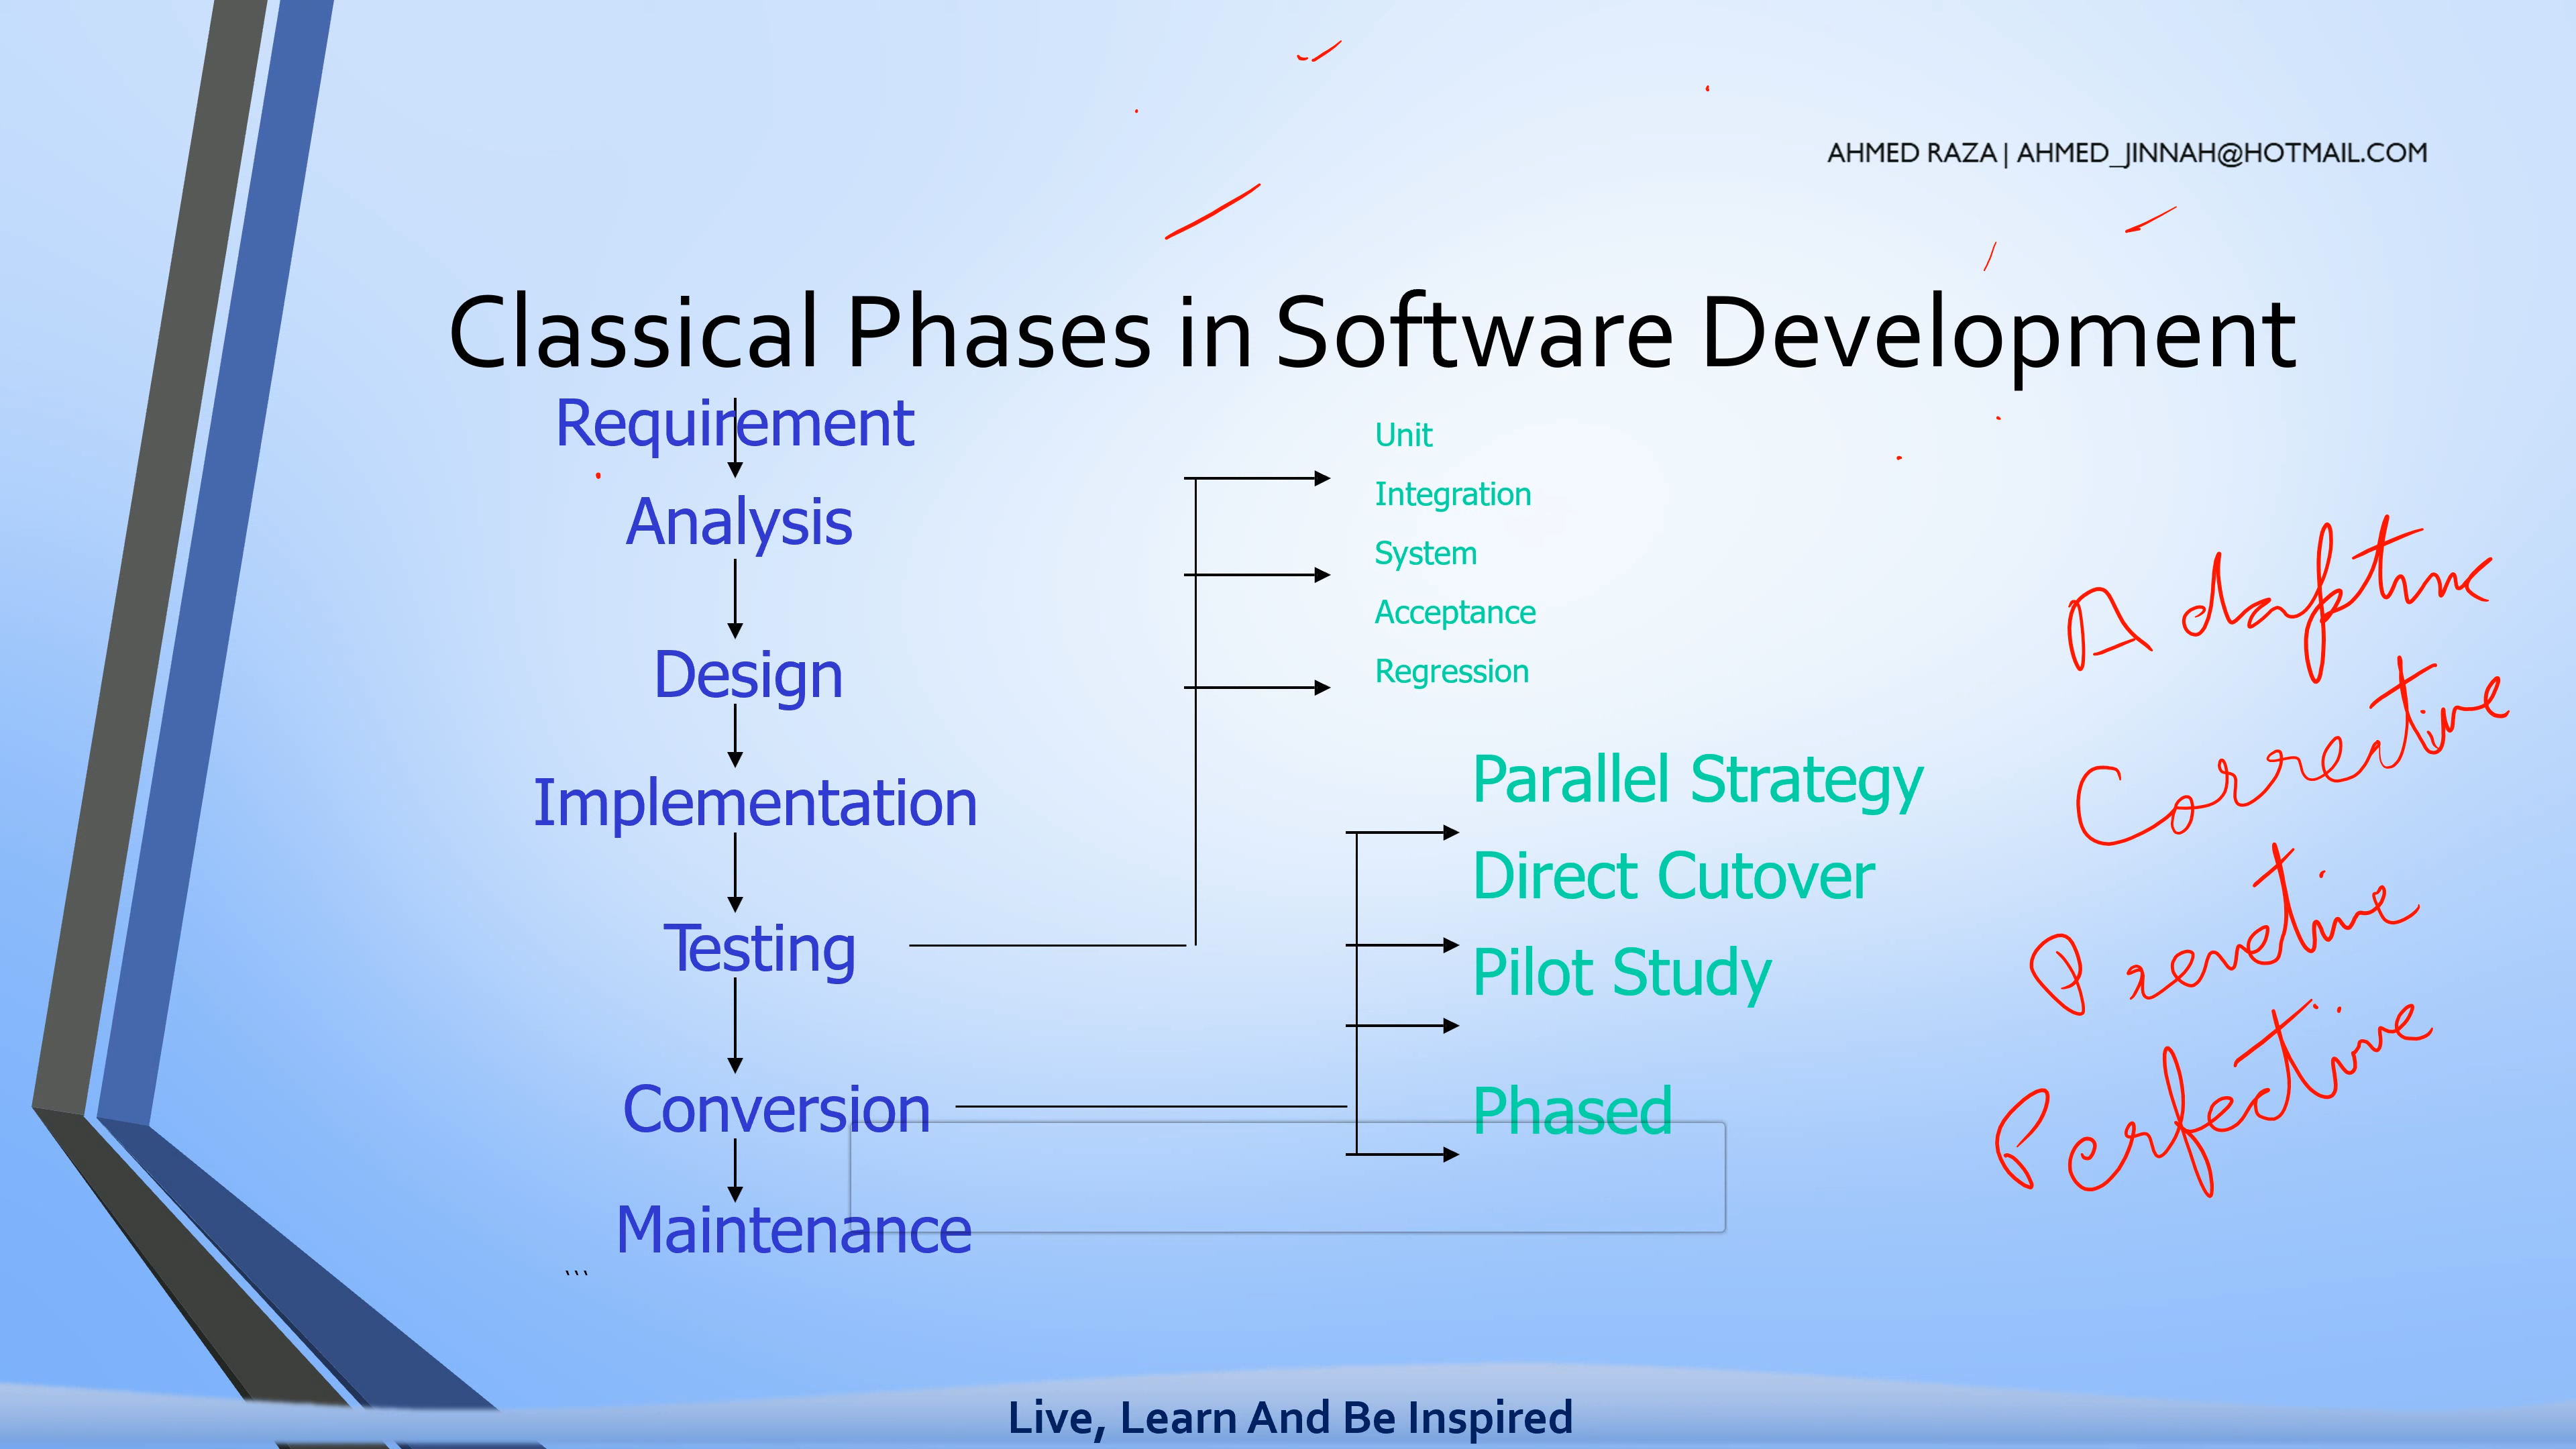 AHMED RAZA | AHMED_JINNAH@HOTMAIL.COM
Classical Phases in Software Development
Requirement
Analysis
Design
Implementation
Testing
Conversion
Maintenance
```
Unit
Integration
System
Acceptance
Regression
Parallel Strategy
Direct Cutover
Pilot Study
Phased
Adaptive
Corrective
Perfective
Live, Learn And Be Inspired